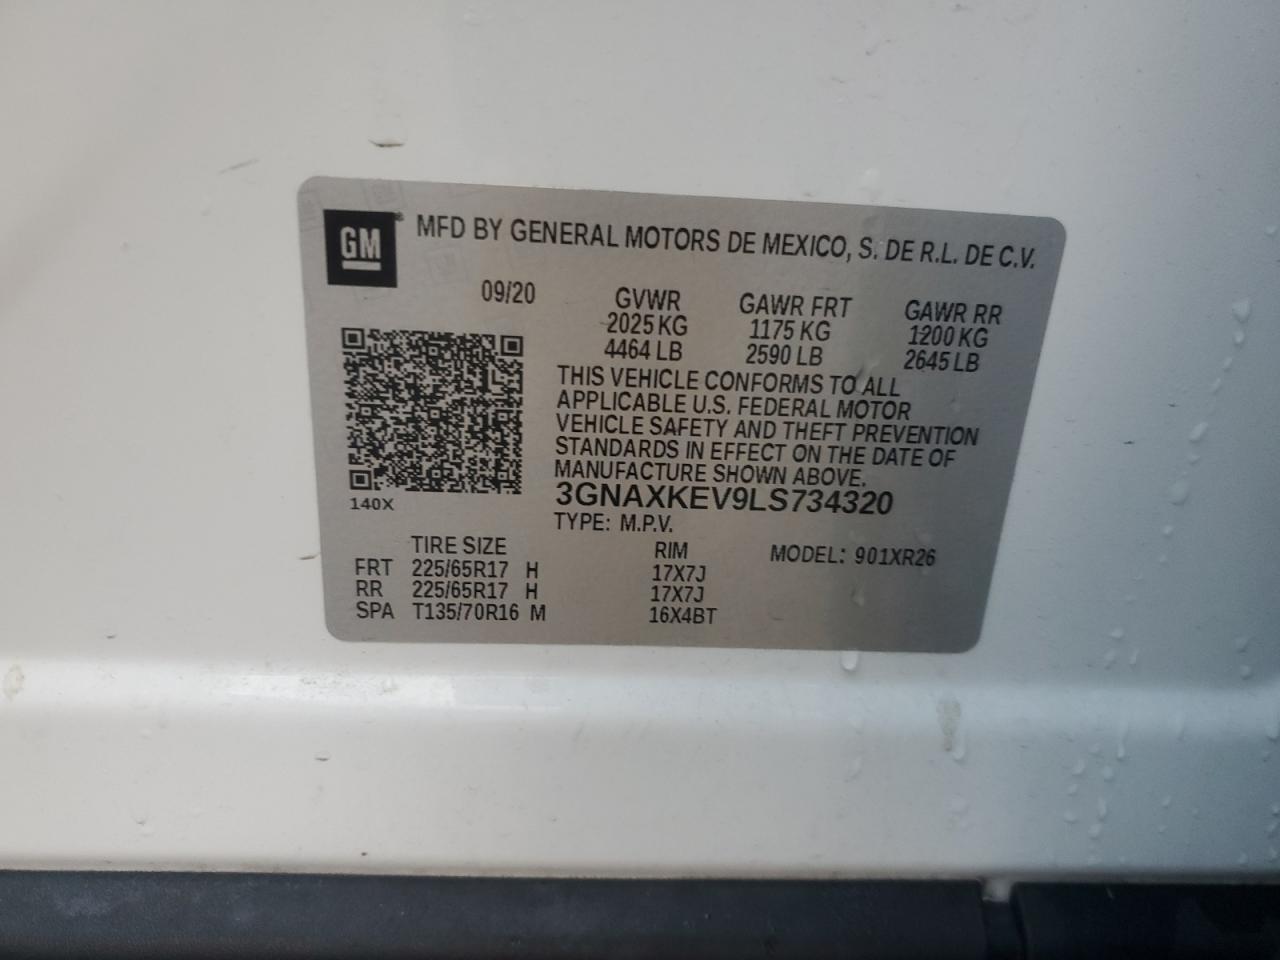 GM
®
MFD BY GENERAL MOTORS DE MEXICO, S. DE R.L. DE C.V.
09/20
GVWR GAWR FRT GAWR RR
2025 KG 1175 KG 1200 KG
4464 LB 2590 LB 2645 LB
THIS VEHICLE CONFORMS TO ALL
APPLICABLE U.S. FEDERAL MOTOR
VEHICLE SAFETY AND THEFT PREVENTION
STANDARDS IN EFFECT ON THE DATE OF
MANUFACTURE SHOWN ABOVE.
140X
3GNAXKEV9LS734320
TYPE: M.P.V.
TIRE SIZE RIM MODEL: 901XR26
FRT 225/65R17 H 17X7J
RR 225/65R17 H 17X7J
SPA T135/70R16 M 16X4BT